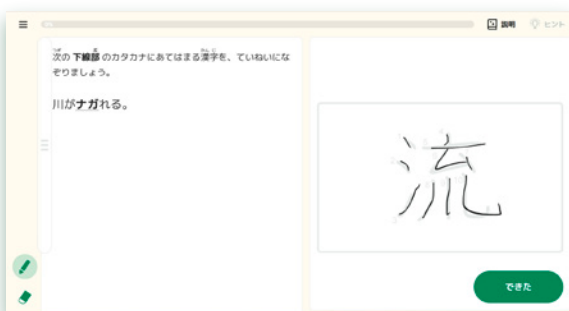 説明 ヒント
次の 下線部 のカタカナにあてはまる漢字を、ていねいにな
ぞりましょう。
川がナガれる。
流
できた